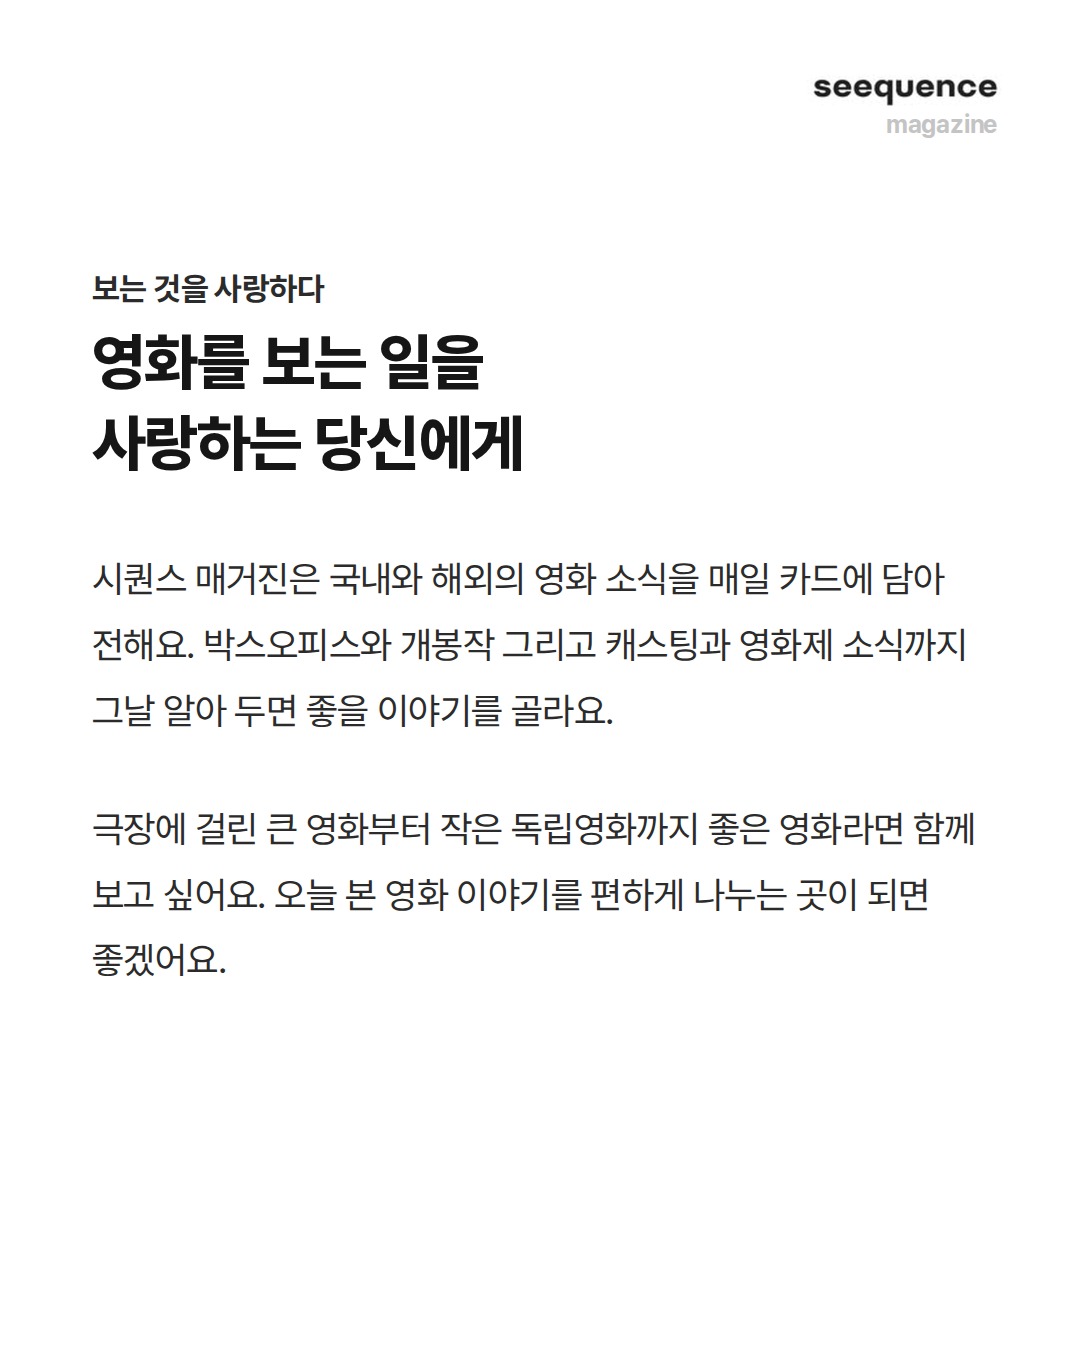 seequence
magazine
보는 것을 사랑하다
영화를 보는 일을
사랑하는 당신에게
시퀀스 매거진은 국내와 해외의 영화 소식을 매일 카드에 담아
전해요. 박스오피스와 개봉작 그리고 캐스팅과 영화제 소식까지
그날 알아 두면 좋을 이야기를 골라요.
극장에 걸린 큰 영화부터 작은 독립영화까지 좋은 영화라면 함께
보고 싶어요. 오늘 본 영화 이야기를 편하게 나누는 곳이 되면
좋겠어요.